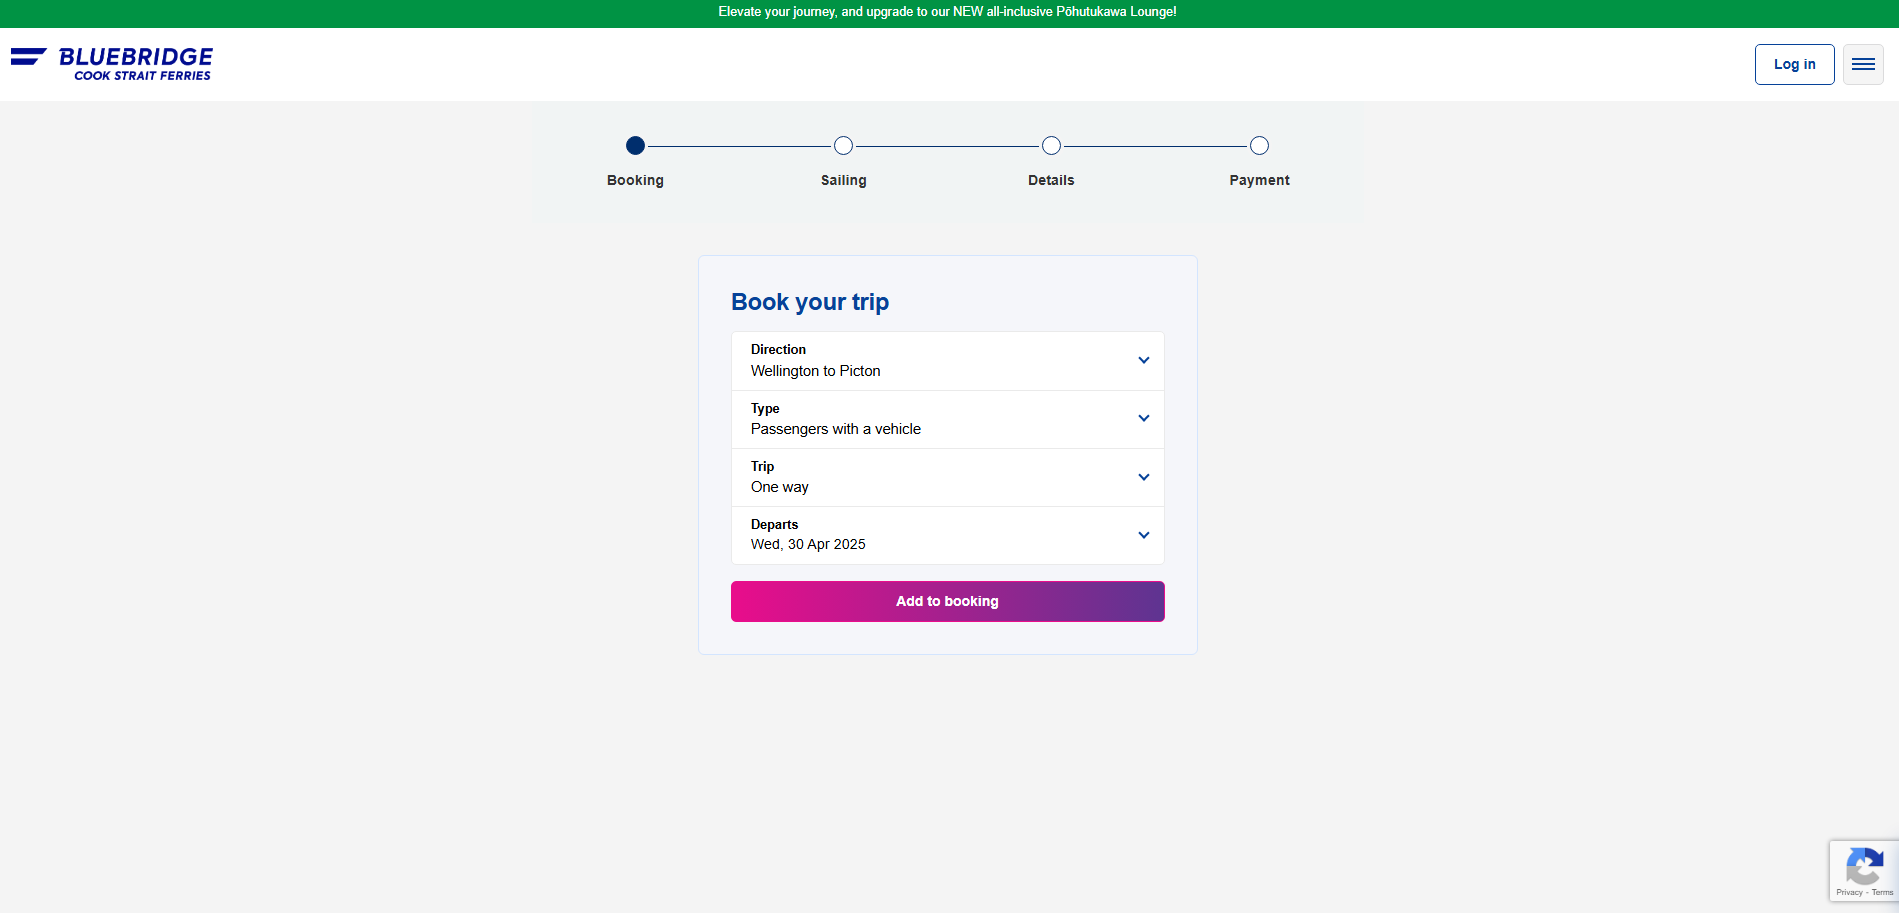 Elevate your journey, and upgrade to our NEW all-inclusive Pōhutukawa Lounge!
BLUEBRIDGE
COOK STRAIT FERRIES
Log in
Booking
Sailing
Details
Payment
Book your trip
Direction
Wellington to Picton
Type
Passengers with a vehicle
Trip
One way
Departs
Wed, 30 Apr 2025
Add to booking
Privacy - Terms